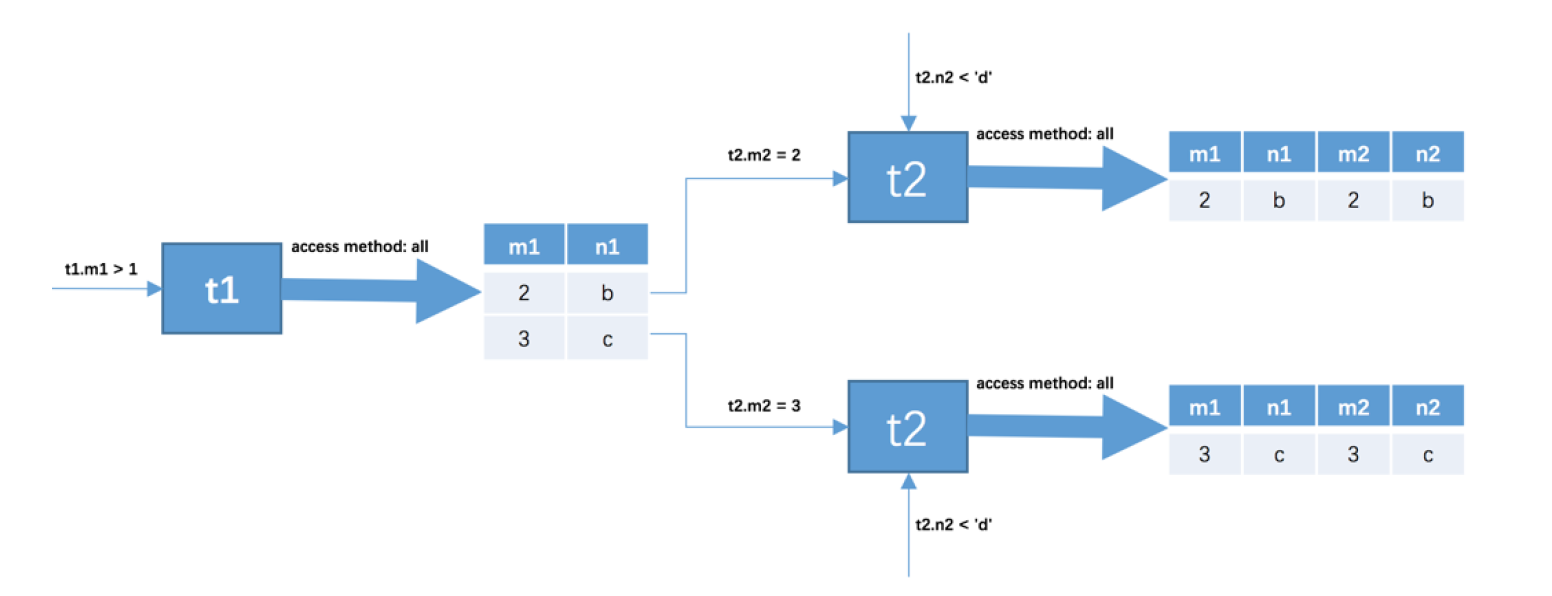 t1.m1 > 1
t1
access method: all
m1 n1
2 b
3 c
t2.m2 = 2
t2.n2 < 'd'
t2
access method: all
m1 n1 m2 n2
2 b 2 b
t2.m2 = 3
t2
access method: all
m1 n1 m2 n2
3 c 3 c
t2.n2 < 'd'